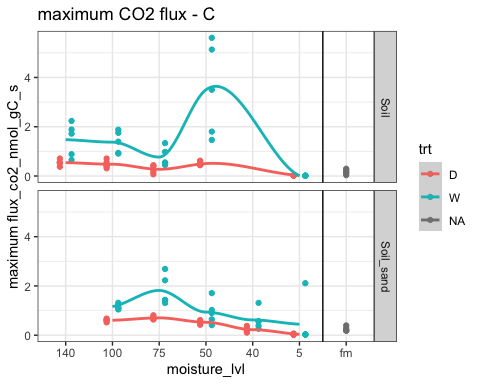 maximum CO2 flux - C
maximum flux_co2_nmol_gC_s
4
2
0
Soil
4
2
0
Soil_sand
140 100 75 50 40 5 fm
moisture_lvl
trt
D
W
NA